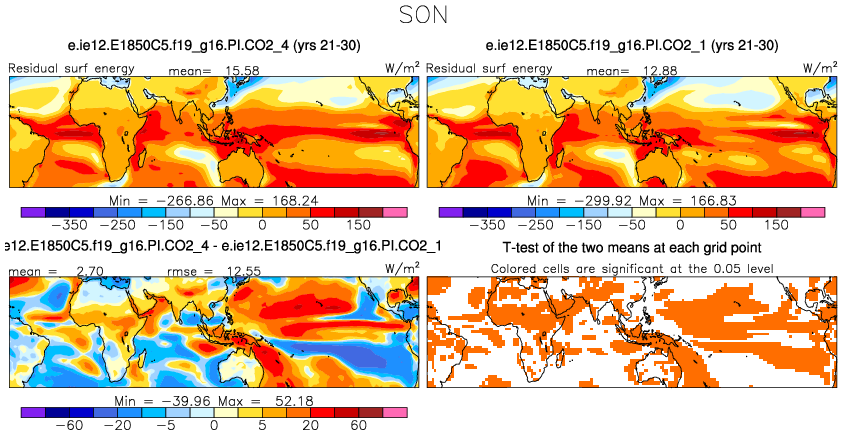 SON
e.ie12.E1850C5.f19_g16.PI.CO2_4 (yrs 21-30)
Residual surf energy mean= 15.58 W/m²
Min = -266.86 Max = 168.24
-350 -250 -150 -50 0 50 150
e.ie12.E1850C5.f19_g16.PI.CO2_1 (yrs 21-30)
Residual surf energy mean= 12.88 W/m²
Min = -299.92 Max = 166.83
-350 -250 -150 -50 0 50 150
e12.E1850C5.f19_g16.PI.CO2_4 - e.ie12.E1850C5.f19_g16.PI.CO2_1
mean = 2.70 rmse = 12.55 W/m²
Min = -39.96 Max = 52.18
-60 -20 -5 0 5 20 60
T-test of the two means at each grid point
Colored cells are significant at the 0.05 level